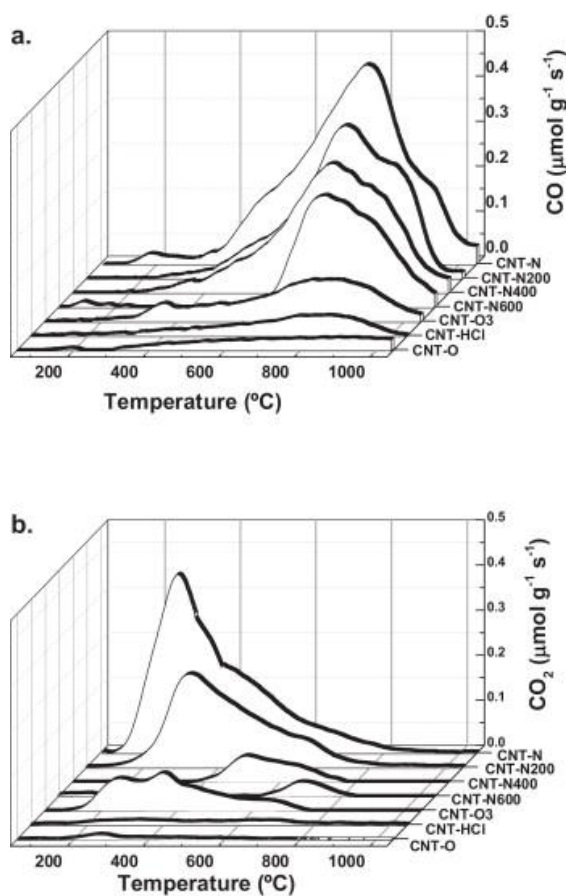 a.
0.5
0.4
0.3
0.2
0.1
0.0
CO (μmol g⁻¹ s⁻¹)
CNT-N
CNT-N200
CNT-N400
CNT-N600
CNT-O3
CNT-HCl
CNT-O
200 400 600 800 1000
Temperature (ºC)
b.
0.5
0.4
0.3
0.2
0.1
0.0
CO₂ (μmol g⁻¹ s⁻¹)
CNT-N
CNT-N200
CNT-N400
CNT-N600
CNT-O3
CNT-HCl
CNT-O
200 400 600 800 1000
Temperature (ºC)